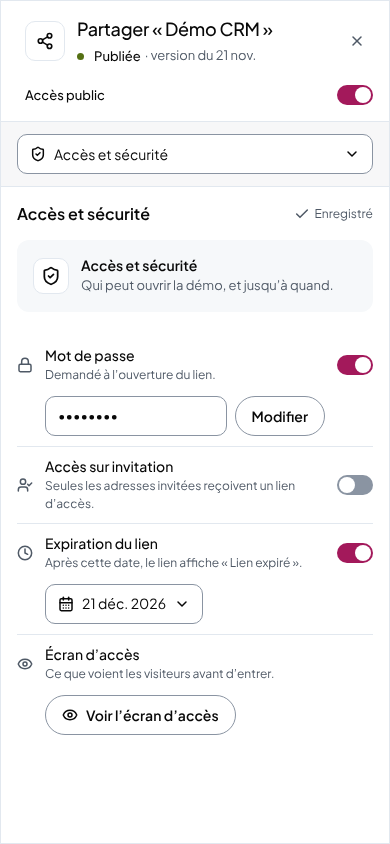 Partager « Démo CRM »
Publiée · version du 21 nov.
Accès public
Accès et sécurité
Accès et sécurité
Enregistré
Accès et sécurité
Qui peut ouvrir la démo, et jusqu’à quand.
Mot de passe
Demandé à l’ouverture du lien.
••••••••
Modifier
Accès sur invitation
Seules les adresses invitées reçoivent un lien
d’accès.
Expiration du lien
Après cette date, le lien affiche « Lien expiré ».
21 déc. 2026
Écran d’accès
Ce que voient les visiteurs avant d’entrer.
Voir l’écran d’accès